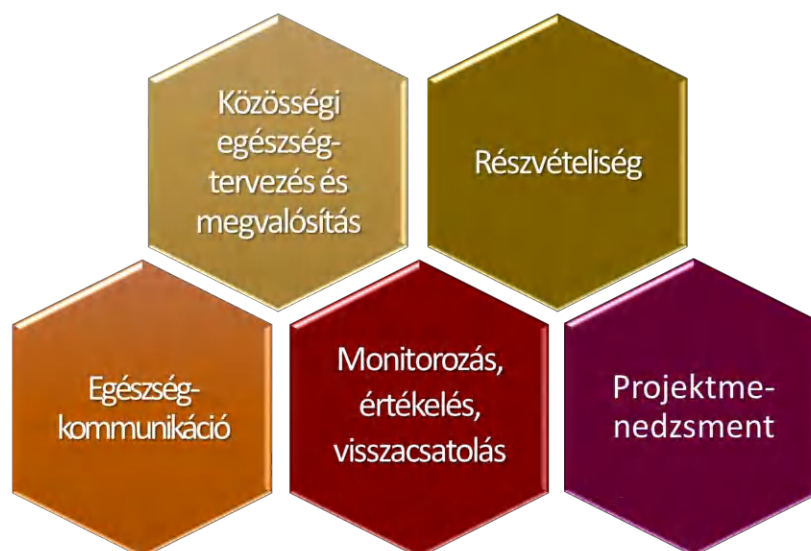 Közösségi
egészség-
tervezés és
megvalósítás
Részvételiség
Egészség-
kommunikáció
Monitorozás,
értékelés,
visszacsatolás
Projektme-
nedzsment